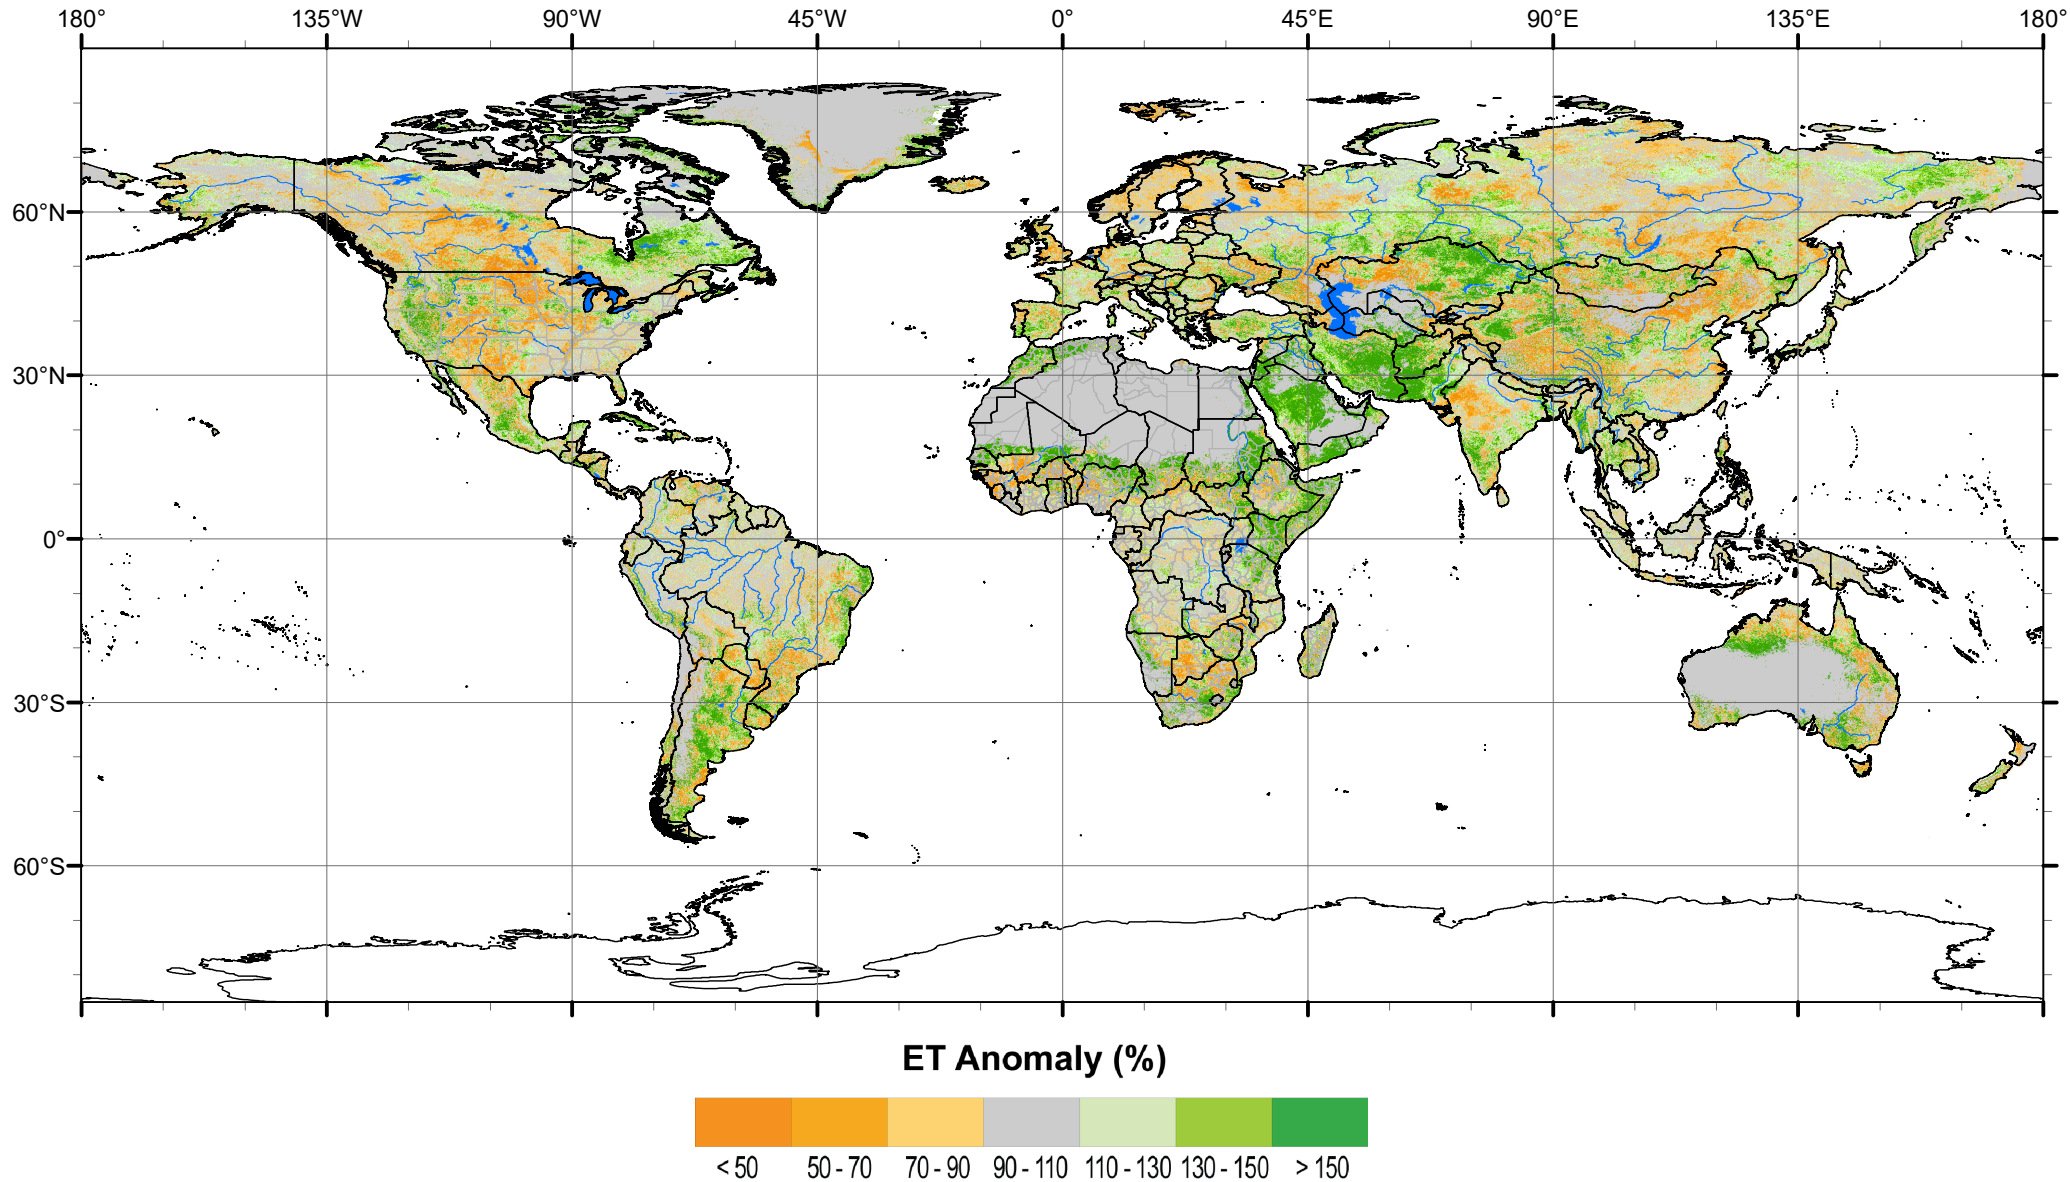 180° 135°W 90°W 45°W 0° 45°E 90°E 135°E 180°
60°N
30°N
0°
30°S
60°S
ET Anomaly (%)
< 50 50 - 70 70 - 90 90 - 110 110 - 130 130 - 150 > 150